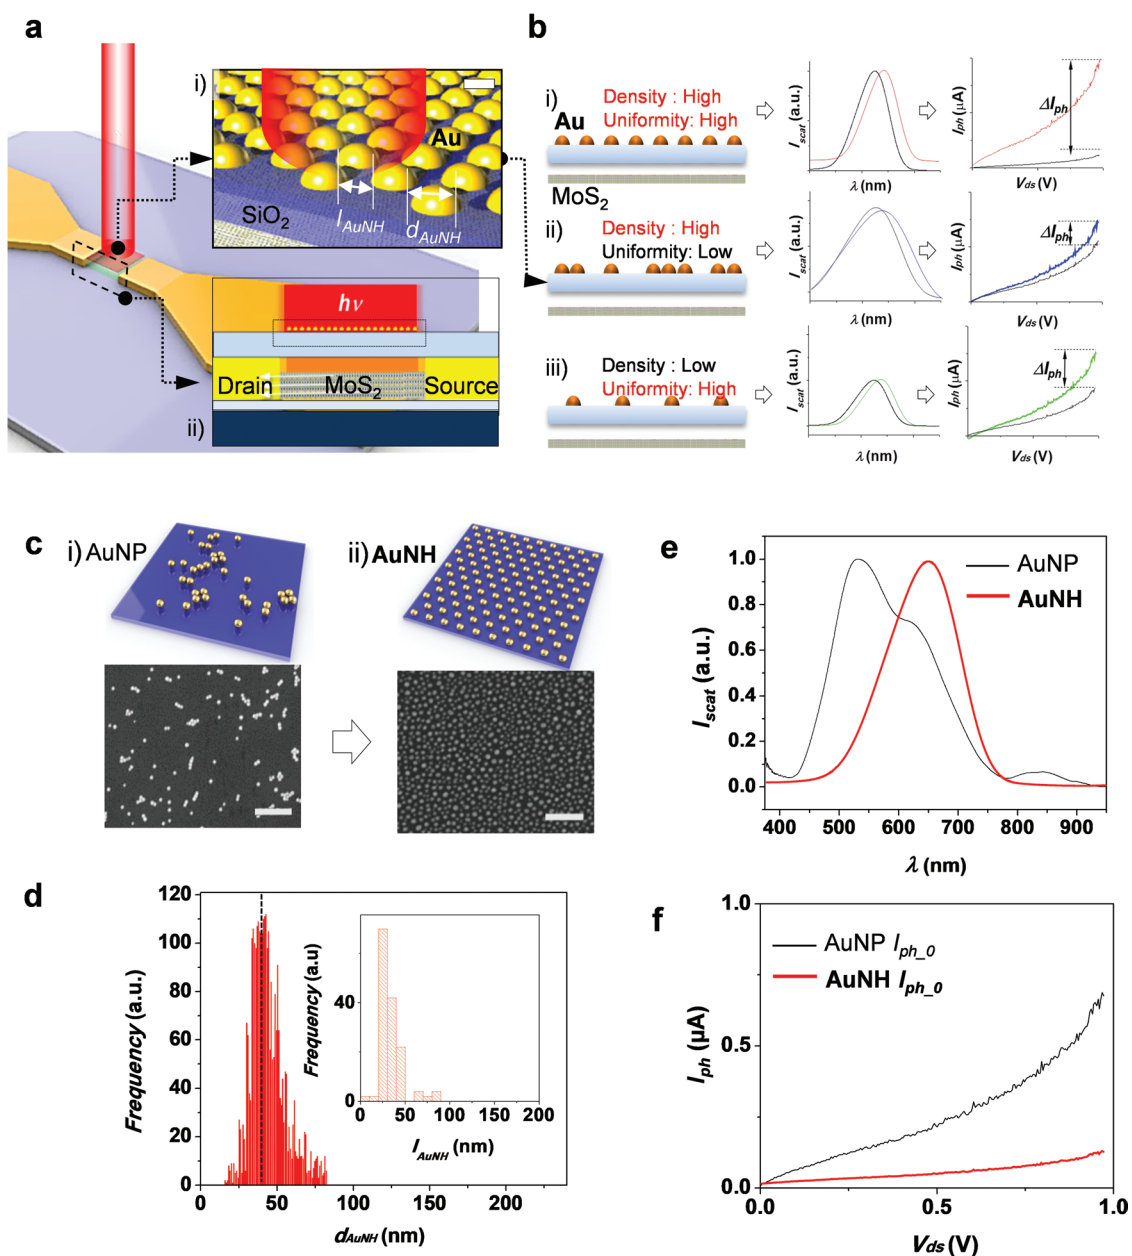 a
i)
Au
SiO2
lAuNH
dAuNH
hν
Drain
MoS2
Source
ii)
b
i)
Density : High
Uniformity: High
Au
MoS2
Iscat (a.u.)
λ (nm)
Iph (μA)
ΔIph
Vds (V)
ii)
Density: High
Uniformity: Low
Iscat (a.u.)
λ (nm)
Iph (μA)
ΔIph
Vds (V)
iii)
Density: Low
Uniformity: High
Iscat (a.u.)
λ (nm)
Iph (μA)
ΔIph
Vds (V)
c
i) AuNP
ii) AuNH
d
Frequency (a.u.)
120
100
80
60
40
20
0
0
50
100
150
200
dAuNH (nm)
Frequency (a.u)
40
0
0
50
100
150
200
lAuNH (nm)
e
Iscat (a.u.)
1.0
0.8
0.6
0.4
0.2
0.0
AuNP
AuNH
400
500
600
700
800
900
λ (nm)
f
Iph (μA)
1.0
0.5
0.0
AuNP Iph_0
AuNH Iph_0
0.0
0.5
1.0
Vds (V)